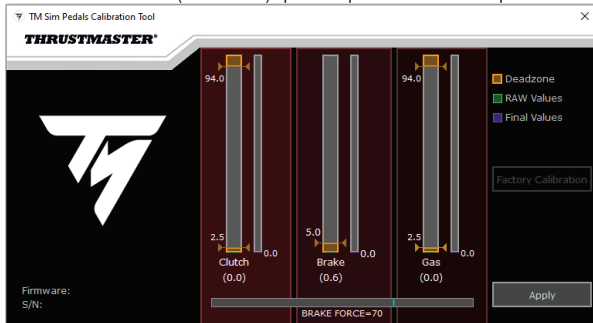 TM Sim Pedals Calibration Tool
THRUSTMASTER®
94.0
94.0
Deadzone
RAW Values
Final Values
Factory Calibration
2.5
0.0
5.0
0.0
2.5
0.0
Clutch
(0.0)
Brake
(0.6)
Gas
(0.0)
Firmware:
S/N:
BRAKE FORCE=70
Apply